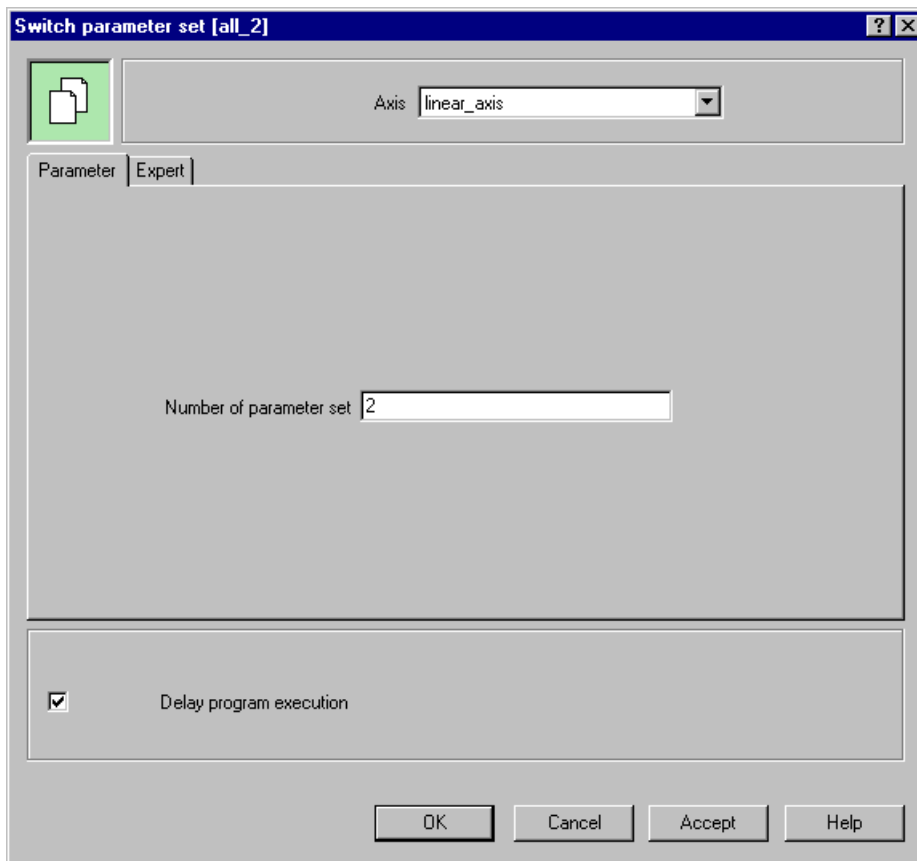 Switch parameter set [all_2]
Axis linear_axis
Parameter Expert
Number of parameter set 2
Delay program execution
OK Cancel Accept Help